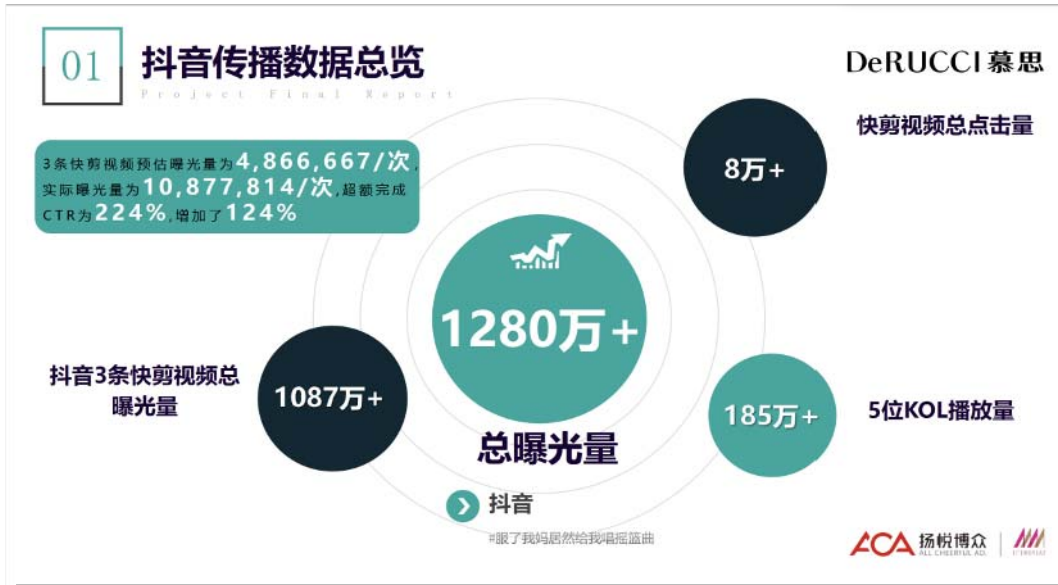 01
抖音传播数据总览
Project Final Report
DeRUCCI 慕思
快剪视频总点击量
8万+
3条快剪视频预估曝光量为4,866,667/次,
实际曝光量为10,877,814/次,超额完成
CTR为224%,增加了124%
1280万+
总曝光量
抖音3条快剪视频总
曝光量
1087万+
185万+
5位KOL播放量
抖音
#服了我妈居然给我唱摇篮曲
ACA 扬悦博众
ALL CHEERFUL AD.